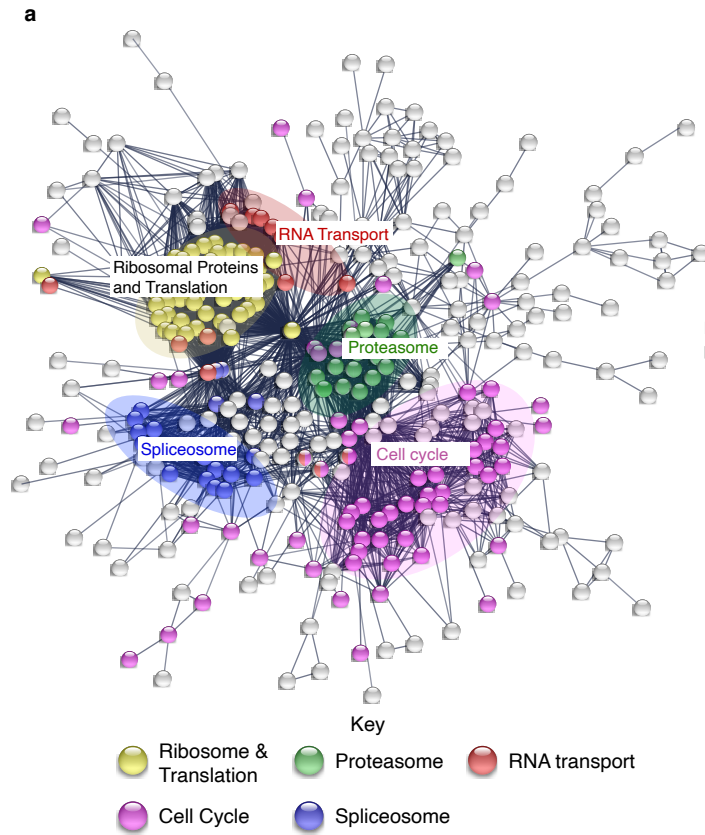 a
RNA Transport
Ribosomal Proteins
and Translation
Proteasome
Spliceosome
Cell cycle
Key
Ribosome &
Translation
Proteasome
RNA transport
Cell Cycle
Spliceosome